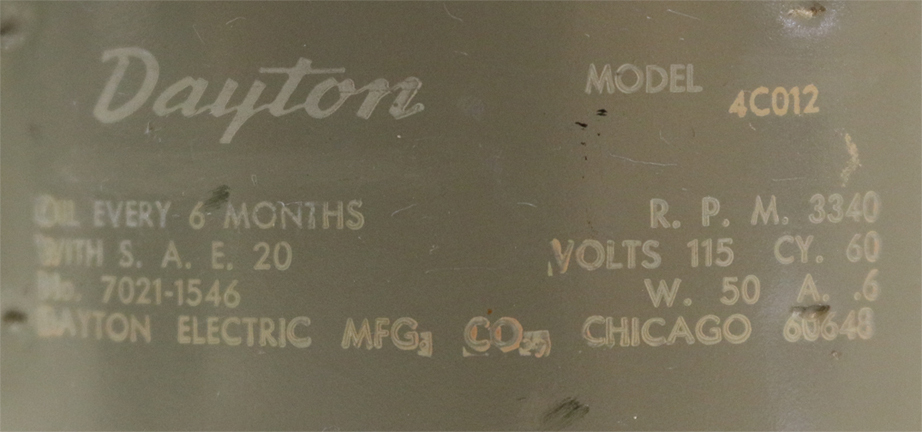 Dayton MODEL 4C012
OIL EVERY 6 MONTHS R. P. M. 3340
WITH S. A. E. 20 VOLTS 115 CY. 60
No. 7021-1546 W. 50 A. .6
DAYTON ELECTRIC MFG. CO., CHICAGO 60648